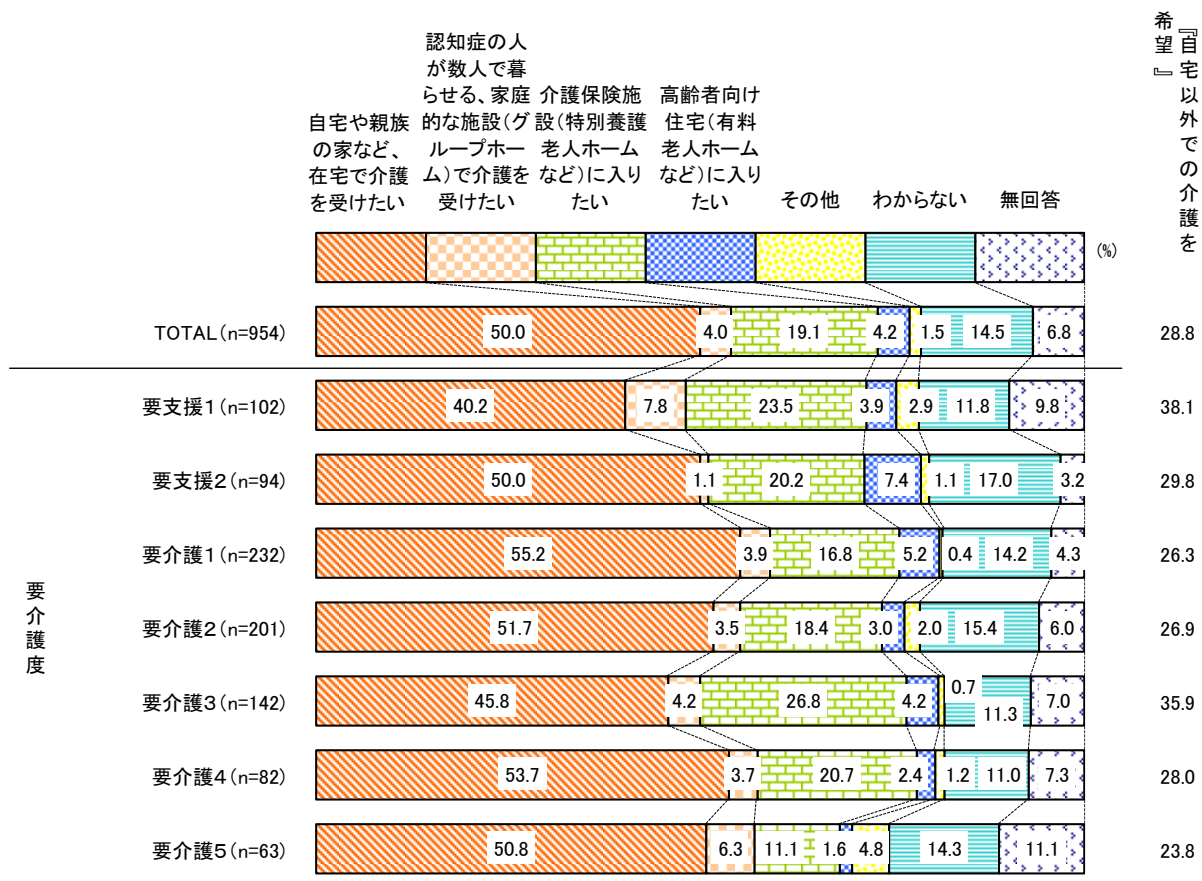 『自宅以外での介護を
希望』
自宅や親族
の家など、
在宅で介護
を受けたい
認知症の人
が数人で暮
らせる、家庭
的な施設(グ
ループホー
ム)で介護を
受けたい
介護保険施
設(特別養護
老人ホーム
など)に入り
たい
高齢者向け
住宅(有料
老人ホーム
など)に入り
たい
その他
わからない
無回答
(%)
TOTAL(n=954) 50.0 4.0 19.1 4.2 1.5 14.5 6.8 28.8
要介護度
要支援1(n=102) 40.2 7.8 23.5 3.9 2.9 11.8 9.8 38.1
要支援2(n=94) 50.0 1.1 20.2 7.4 1.1 17.0 3.2 29.8
要介護1(n=232) 55.2 3.9 16.8 5.2 0.4 14.2 4.3 26.3
要介護2(n=201) 51.7 3.5 18.4 3.0 2.0 15.4 6.0 26.9
要介護3(n=142) 45.8 4.2 26.8 4.2 0.7 11.3 7.0 35.9
要介護4(n=82) 53.7 3.7 20.7 2.4 1.2 11.0 7.3 28.0
要介護5(n=63) 50.8 6.3 11.1 1.6 4.8 14.3 11.1 23.8